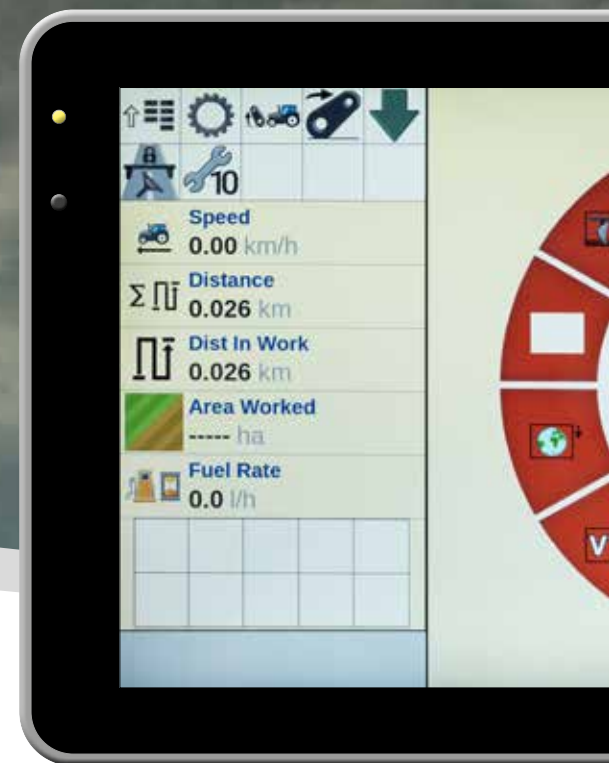 10
Speed
0.00 km/h
Distance
Σ 0.026 km
Dist In Work
0.026 km
Area Worked
----- ha
Fuel Rate
0.0 l/h
V